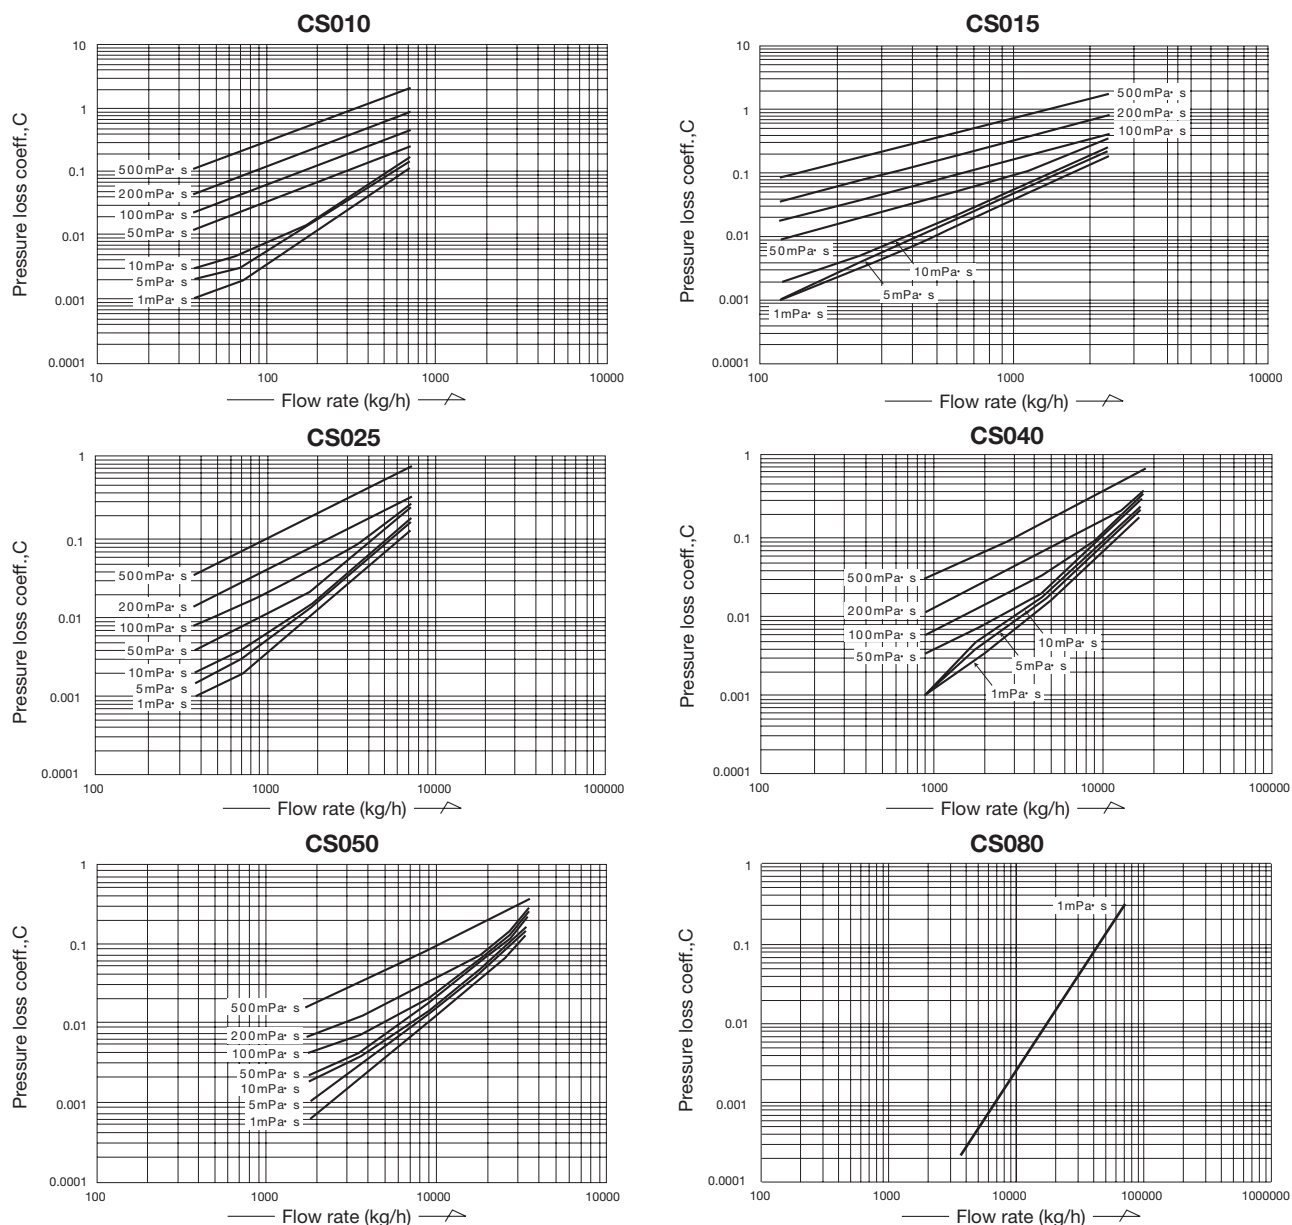 CS010
10
1
0.1
0.01
0.001
0.0001
Pressure loss coeff.,C
500mPa· s
200mPa· s
100mPa· s
50mPa· s
10mPa· s
5mPa· s
1mPa· s
10 100 1000 10000
Flow rate (kg/h)
CS015
10
1
0.1
0.01
0.001
0.0001
Pressure loss coeff.,C
500mPa· s
200mPa· s
100mPa· s
50mPa· s
10mPa· s
5mPa· s
1mPa· s
100 1000 10000
Flow rate (kg/h)
CS025
1
0.1
0.01
0.001
0.0001
Pressure loss coeff.,C
500mPa· s
200mPa· s
100mPa· s
50mPa· s
10mPa· s
5mPa· s
1mPa· s
100 1000 10000 100000
Flow rate (kg/h)
CS040
1
0.1
0.01
0.001
0.0001
Pressure loss coeff.,C
500mPa· s
200mPa· s
100mPa· s
50mPa· s
10mPa· s
5mPa· s
1mPa· s
100 1000 10000 100000
Flow rate (kg/h)
CS050
1
0.1
0.01
0.001
0.0001
Pressure loss coeff.,C
500mPa· s
200mPa· s
100mPa· s
50mPa· s
10mPa· s
5mPa· s
1mPa· s
100 1000 10000 10000
Flow rate (kg/h)
CS080
1
0.1
0.01
0.001
0.0001
Pressure loss coeff.,C
1mPa· s
100 1000 10000 100000 1000000
Flow rate (kg/h)